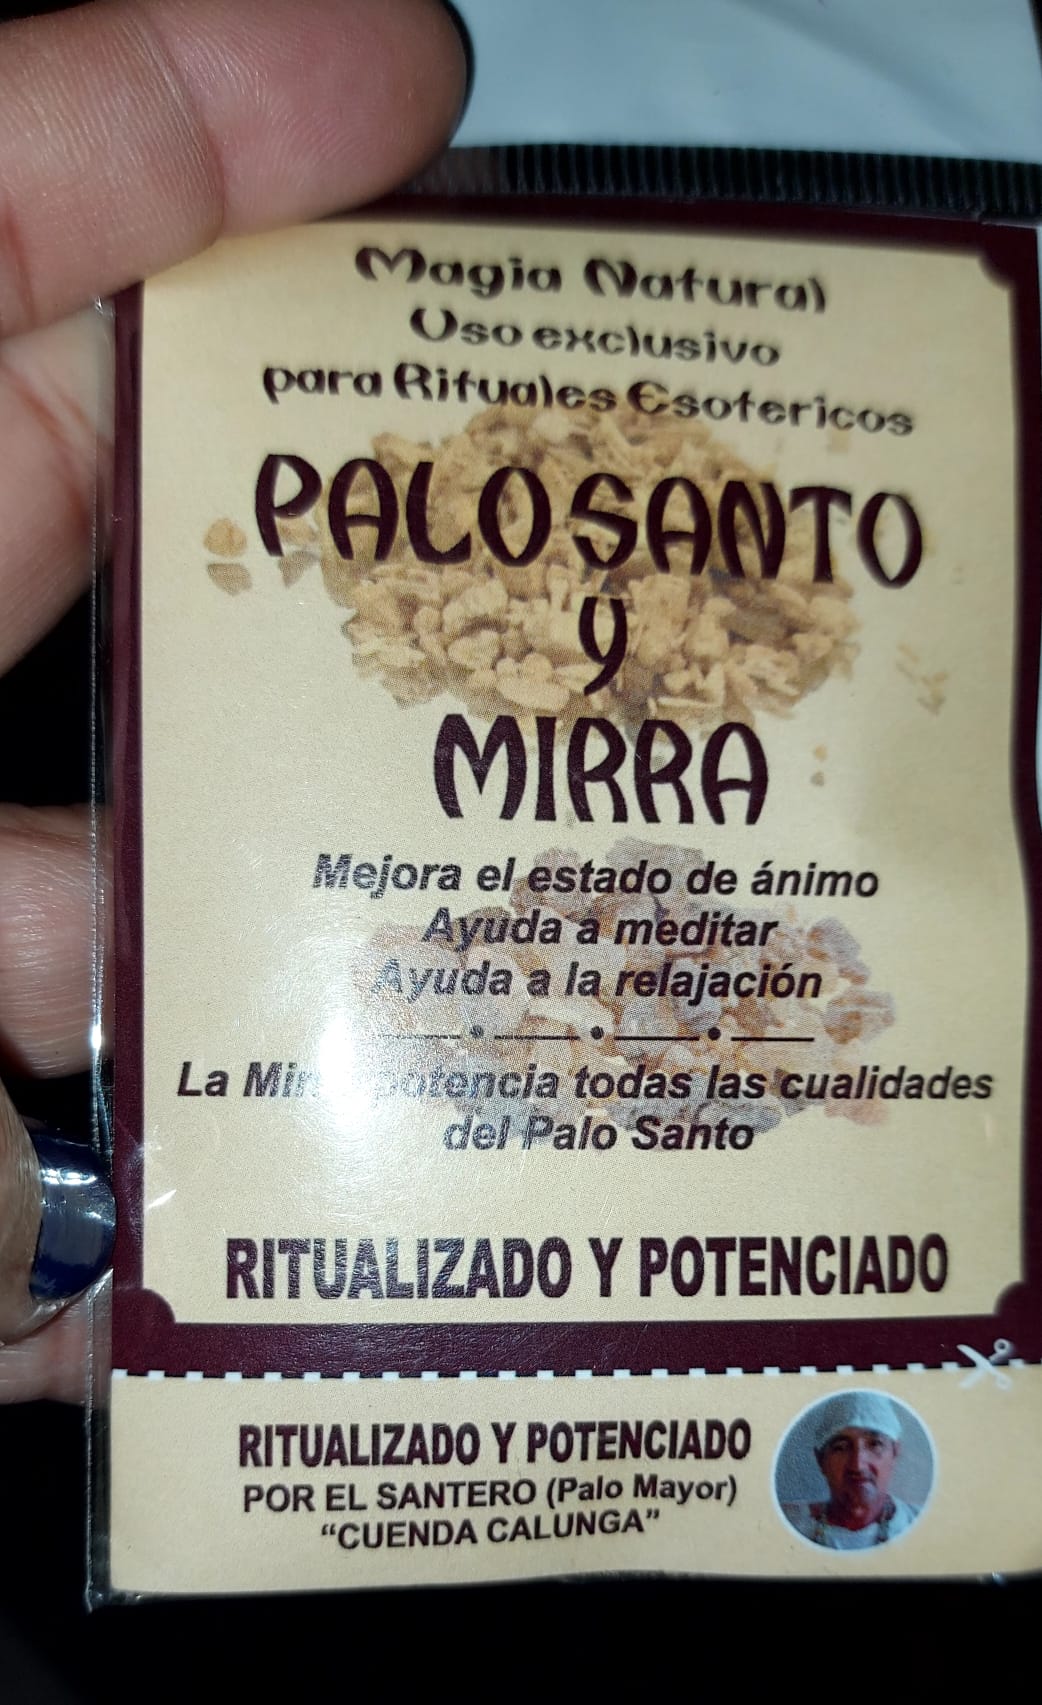 Magia Natural
Uso exclusivo
para Rituales Esotericos
PALO SANTO
y
MIRRA
Mejora el estado de ánimo
Ayuda a meditar
Ayuda a la relajación
La potencia todas las cualidades
del Palo Santo
RITUALIZADO Y POTENCIADO
RITUALIZADO Y POTENCIADO
POR EL SANTERO (Palo Mayor)
“CUENDA CALUNGA”